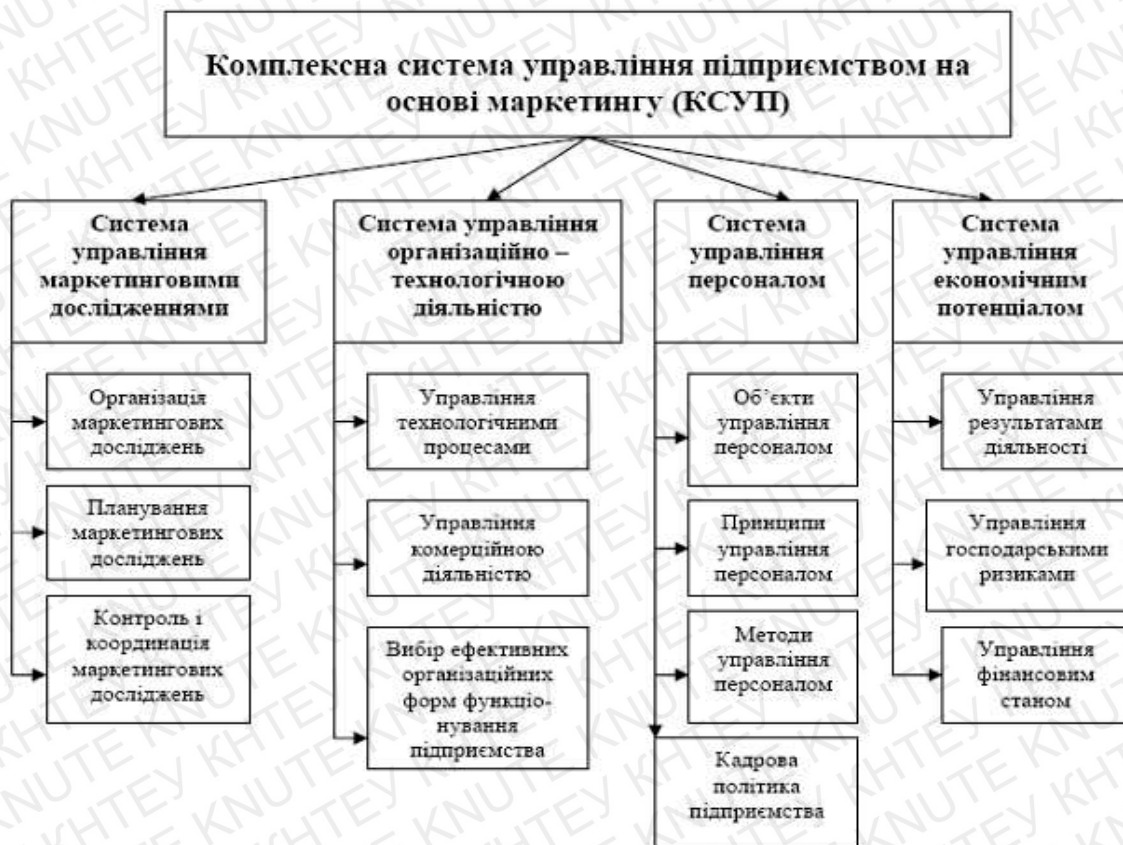 Комплексна система управління підприємством на
основі маркетингу (КСУП)
Система
управління
маркетинговими
дослідженнями
Організація
маркетингових
досліджень
Планування
маркетингових
досліджень
Контроль і
координація
маркетингових
досліджень
Система управління
організаційно –
технологічною
діяльністю
Управління
технологічними
процесами
Управління
комерційною
діяльністю
Вибір ефективних
організаційних
форм функціо-
нування
підприємства
Система
управління
персоналом
Об’єкти
управління
персоналом
Принципи
управління
персоналом
Методи
управління
персоналом
Кадрова
політика
підприємства
Система
управління
економічним
потенціалом
Управління
результатами
діяльності
Управління
господарськими
ризиками
Управління
фінансовим
станом